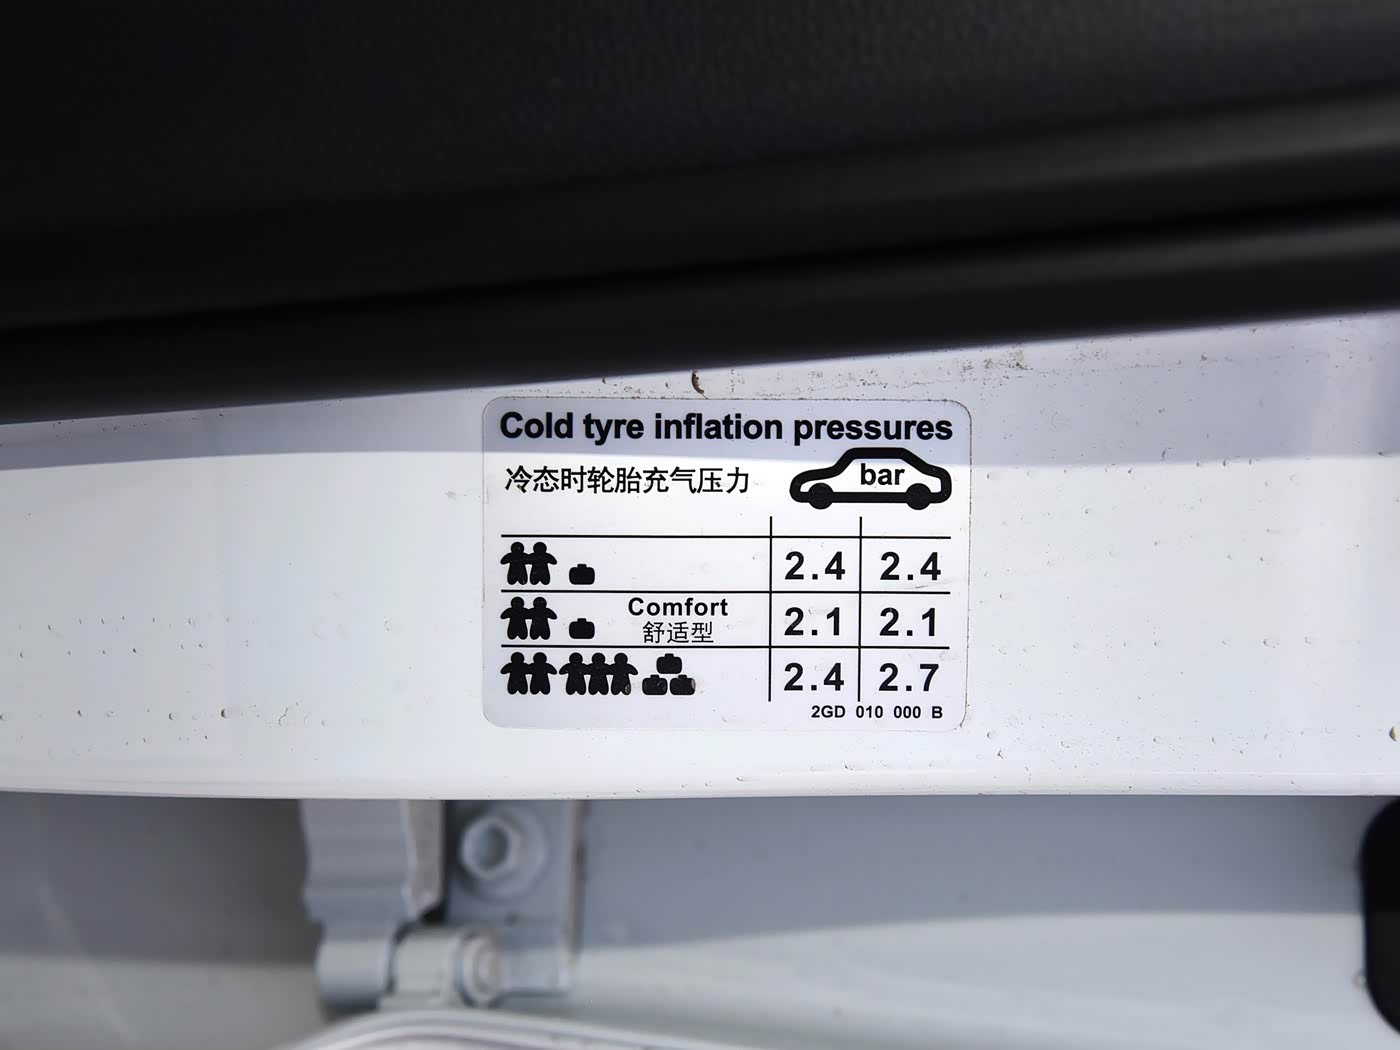 Cold tyre inflation pressures
冷态时轮胎充气压力 bar
2.4 2.4
Comfort
舒适型 2.1 2.1
2.4 2.7
2GD 010 000 B